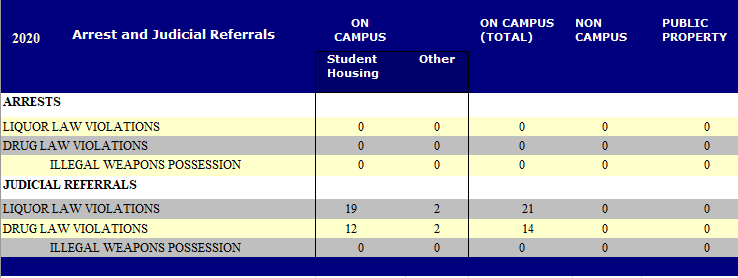 2020 Arrest and Judicial Referrals ON CAMPUS ON CAMPUS (TOTAL) NON CAMPUS PUBLIC PROPERTY
Student Housing Other
ARRESTS
LIQUOR LAW VIOLATIONS 0 0 0 0 0
DRUG LAW VIOLATIONS 0 0 0 0 0
ILLEGAL WEAPONS POSSESSION 0 0 0 0 0
JUDICIAL REFERRALS
LIQUOR LAW VIOLATIONS 19 2 21 0 0
DRUG LAW VIOLATIONS 12 2 14 0 0
ILLEGAL WEAPONS POSSESSION 0 0 0 0 0